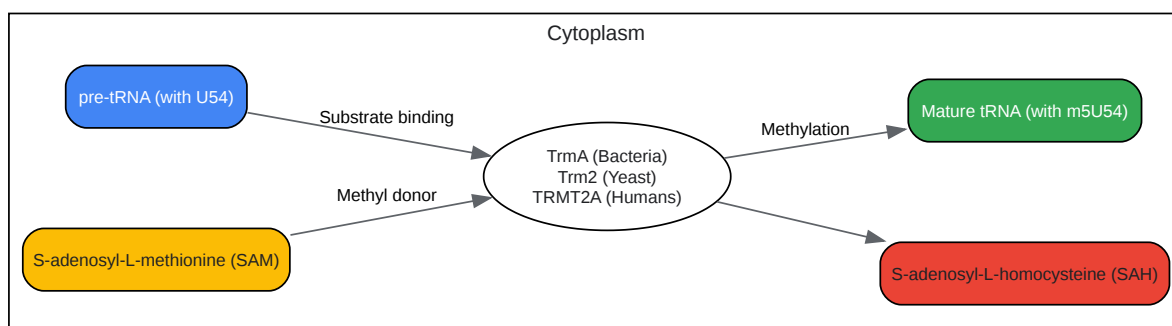 Cytoplasm
pre-tRNA (with U54)
Substrate binding
Methyl donor
S-adenosyl-L-methionine (SAM)
TrmA (Bacteria)
Trm2 (Yeast)
TRMT2A (Humans)
Methylation
Mature tRNA (with m5U54)
S-adenosyl-L-homocysteine (SAH)